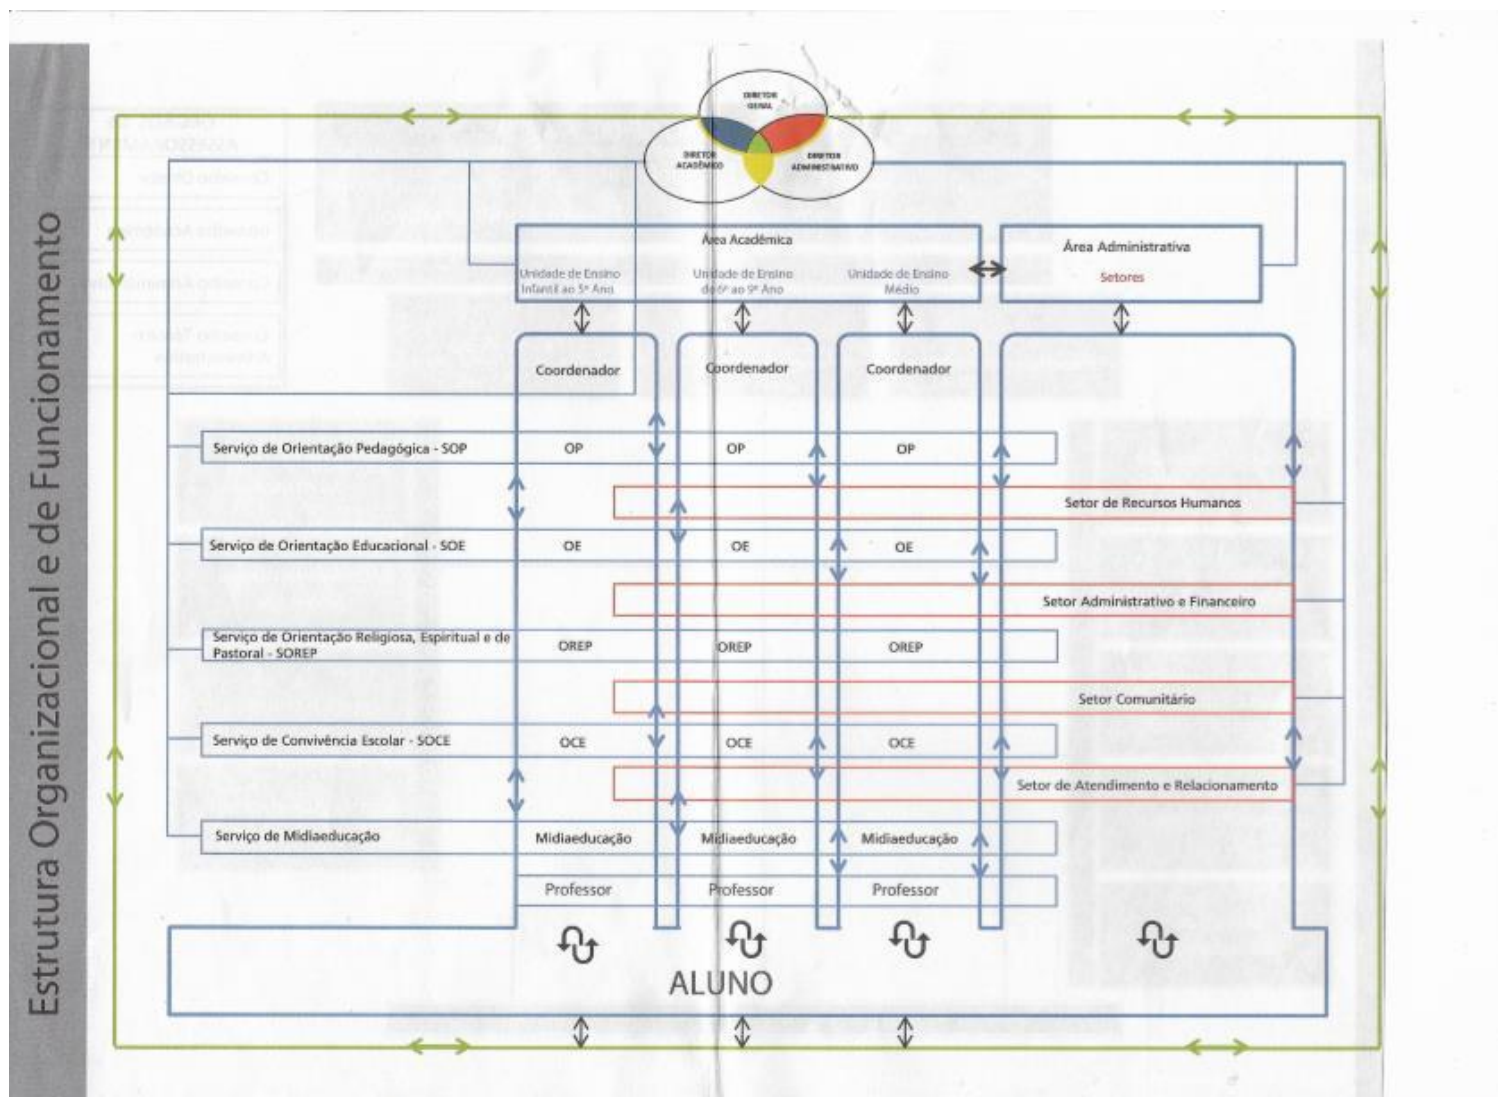 Estrutura Organizacional e de Funcionamento
DIRETOR
GERAL
DIRETOR
ACADÊMICO
DIRETOR
ADMINISTRATIVO
Área Acadêmica
Unidade de Ensino
Infantil ao 5º Ano
Unidade de Ensino
de 6º ao 9º Ano
Unidade de Ensino
Médio
Área Administrativa
Setores
Coordenador
Coordenador
Coordenador
Serviço de Orientação Pedagógica - SOP
OP
OP
OP
Setor de Recursos Humanos
Serviço de Orientação Educacional - SOE
OE
OE
OE
Setor Administrativo e Financeiro
Serviço de Orientação Religiosa, Espiritual e de
Pastoral - SOREP
OREP
OREP
OREP
Setor Comunitário
Serviço de Convivência Escolar - SOCE
OCE
OCE
OCE
Setor de Atendimento e Relacionamento
Serviço de Midiaeducação
Midiaeducação
Midiaeducação
Midiaeducação
Professor
Professor
Professor
ALUNO